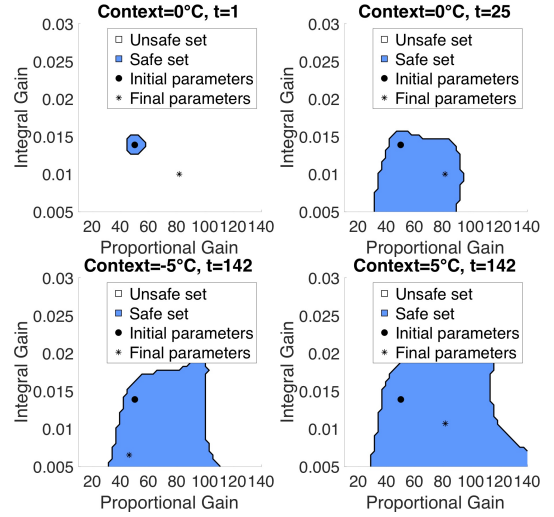 Context=0°C, t=1
Integral Gain
0.03
0.025
0.02
0.015
0.01
0.005
Unsafe set
Safe set
Initial parameters
Final parameters
20 40 60 80 100 120 140
Proportional Gain
Context=0°C, t=25
Integral Gain
0.03
0.025
0.02
0.015
0.01
0.005
Unsafe set
Safe set
Initial parameters
Final parameters
20 40 60 80 100 120 140
Proportional Gain
Context=-5°C, t=142
Integral Gain
0.03
0.025
0.02
0.015
0.01
0.005
Unsafe set
Safe set
Initial parameters
Final parameters
20 40 60 80 100 120 140
Proportional Gain
Context=5°C, t=142
Integral Gain
0.03
0.025
0.02
0.015
0.01
0.005
Unsafe set
Safe set
Initial parameters
Final parameters
20 40 60 80 100 120 140
Proportional Gain